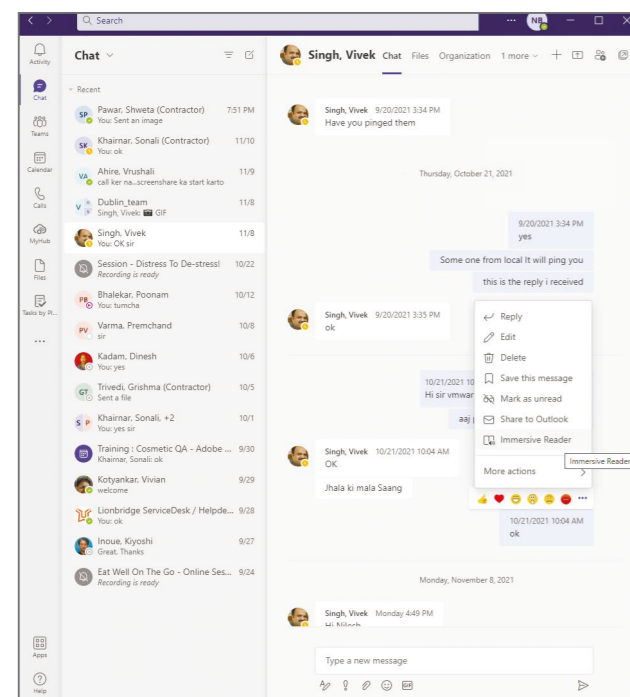 Search
NB
Activity
Chat
Teams
Calendar
Calls
MyHub
Files
Tasks by Pl...
Apps
Help
Chat
Recent
SP
Pawar, Shweta (Contractor) 7:51 PM
You: Sent an image
SK
Khairnar, Sonali (Contractor) 11/10
You: ok
VA
Ahire, Vrushali 11/9
call ker na...screenshare ka start karto
V
Dublin_team 11/8
Singh, Vivek: GIF
Singh, Vivek 11/8
You: OK sir
Session - Distress To De-stress! 10/22
Recording is ready
PB
Bhalekar, Poonam 10/12
You: tumcha
PV
Varma, Premchand 10/8
sir
Kadam, Dinesh 10/6
You: yes
GT
Trivedi, Grishma (Contractor) 10/5
Sent a file
S P
Khairnar, Sonali, +2 10/1
You: yes sir
Training : Cosmetic QA - Adobe ... 9/30
Khairnar, Sonali: ok
Kotyankar, Vivian 9/29
welcome
Lionbridge ServiceDesk / Helpde... 9/28
You: ok
Inoue, Kiyoshi 9/27
Great. Thanks
Eat Well On The Go - Online Ses... 9/24
Recording is ready
Singh, Vivek Chat Files Organization 1 more
Singh, Vivek 9/20/2021 3:34 PM
Have you pinged them
Thursday, October 21, 2021
9/20/2021 3:34 PM
yes
Some one from local It will ping you
this is the reply i received
Singh, Vivek 9/20/2021 3:35 PM
ok
10/21/2021 10
Hi sir vmwar
aaj
Reply
Edit
Delete
Save this message
Mark as unread
Share to Outlook
Immersive Reader
More actions
Immersive Reader
Singh, Vivek 10/21/2021 10:04 AM
OK
Jhala ki mala Saang
10/21/2021 10:04 AM
ok
Monday, November 8, 2021
Singh, Vivek Monday 4:49 PM
Hi Nilesh
Type a new message
GIF